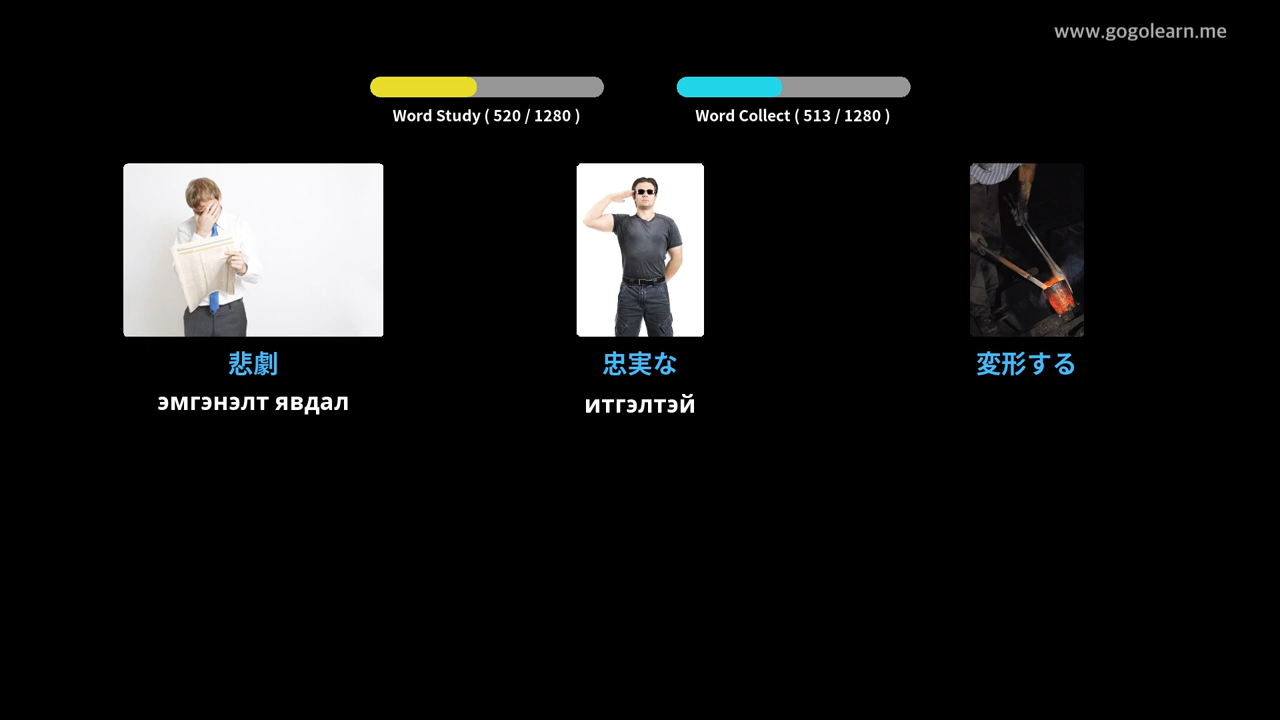 www.gogolearn.me
Word Study ( 520 / 1280 )
Word Collect ( 513 / 1280 )
悲劇
эмгэнэлт явдал
忠実な
итгэлтэй
変形する